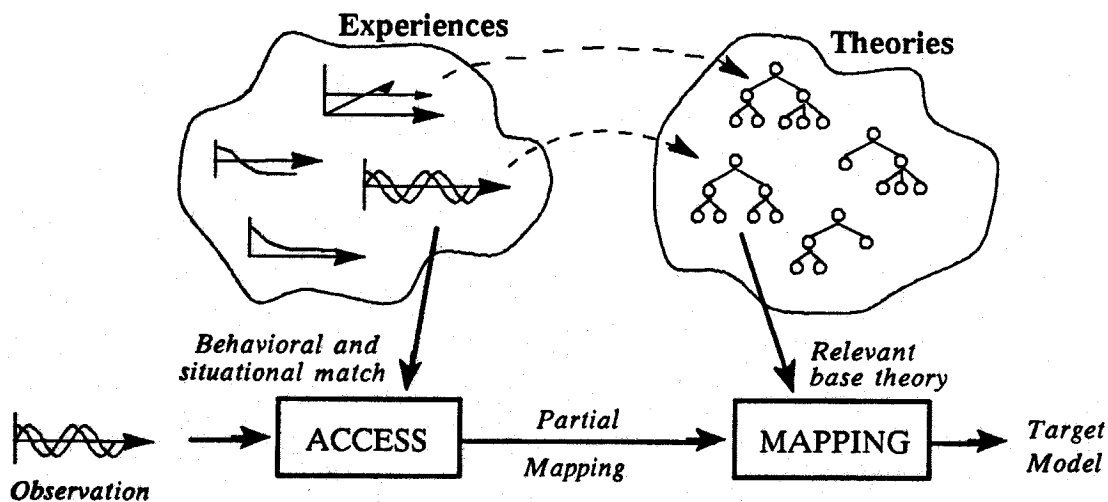 Experiences
Theories
Behavioral and
situational match
Relevant
base theory
Observation
ACCESS
Partial
Mapping
MAPPING
Target
Model